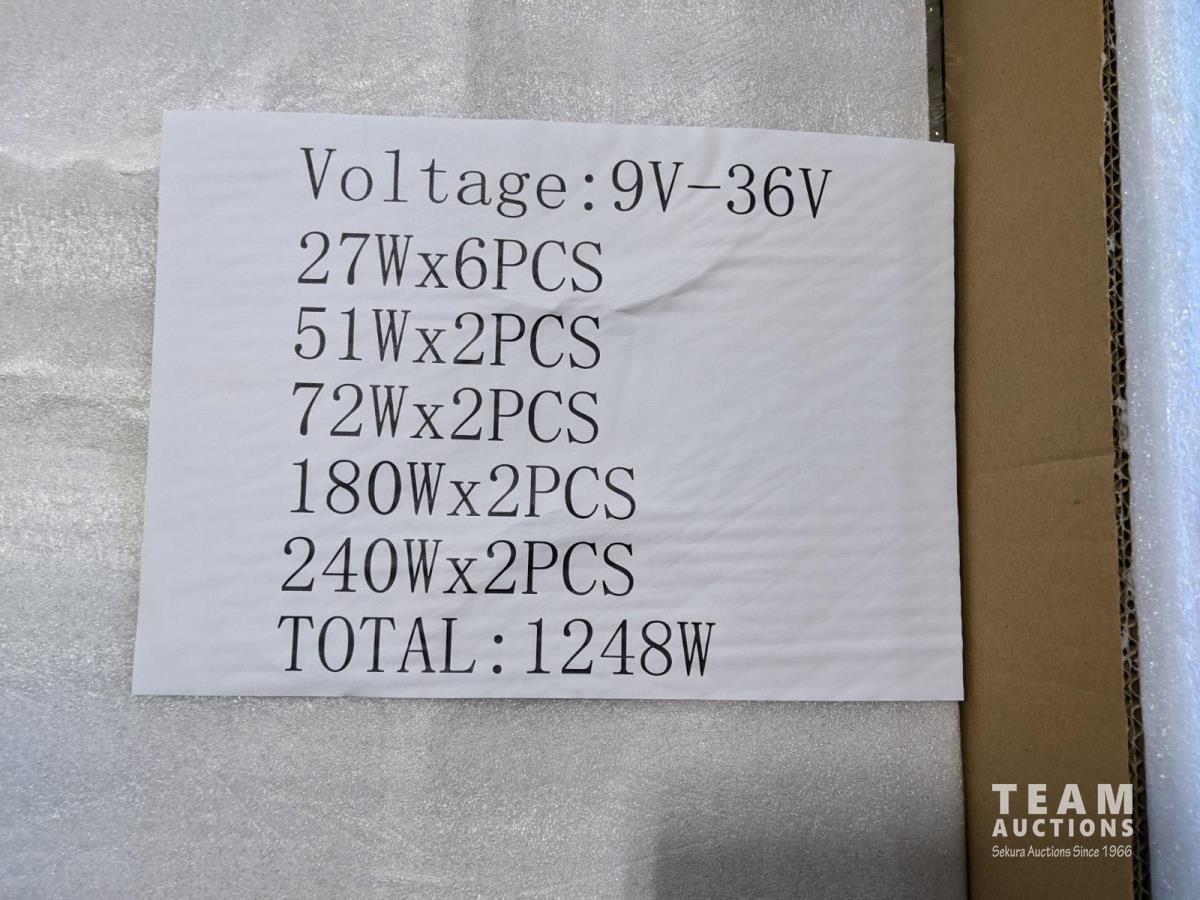 Voltage:9V-36V
27Wx6PCS
51Wx2PCS
72Wx2PCS
180Wx2PCS
240Wx2PCS
TOTAL:1248W
TEAM
AUCTIONS
Sekura Auctions Since 1966